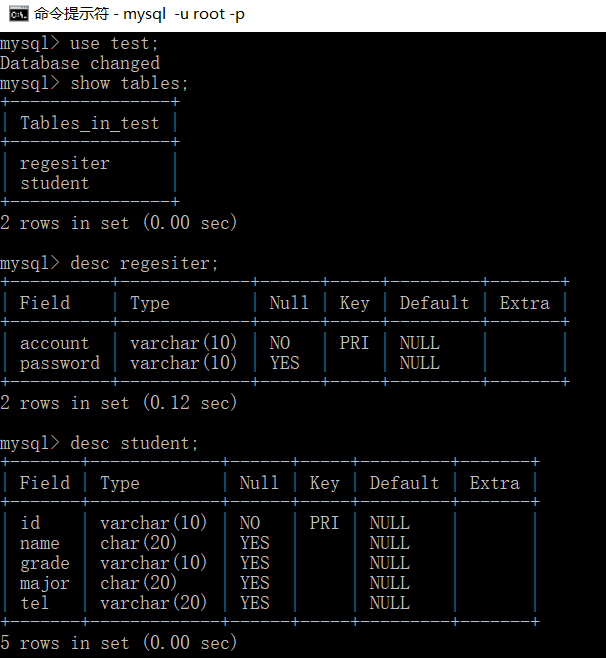 命令提示符 - mysql  -u root -p
mysql> use test;
Database changed
mysql> show tables;
+----------------+
| Tables_in_test |
+----------------+
| regesiter      |
| student        |
+----------------+
2 rows in set (0.00 sec)

mysql> desc regesiter;
+----------+-------------+------+-----+---------+-------+
| Field    | Type        | Null | Key | Default | Extra |
+----------+-------------+------+-----+---------+-------+
| account  | varchar(10) | NO   | PRI | NULL    |       |
| password | varchar(10) | YES  |     | NULL    |       |
+----------+-------------+------+-----+---------+-------+
2 rows in set (0.12 sec)

mysql> desc student;
+-------+-------------+------+-----+---------+-------+
| Field | Type        | Null | Key | Default | Extra |
+-------+-------------+------+-----+---------+-------+
| id    | varchar(10) | NO   | PRI | NULL    |       |
| name  | char(20)    | YES  |     | NULL    |       |
| grade | varchar(10) | YES  |     | NULL    |       |
| major | char(20)    | YES  |     | NULL    |       |
| tel   | varchar(20) | YES  |     | NULL    |       |
+-------+-------------+------+-----+---------+-------+
5 rows in set (0.00 sec)